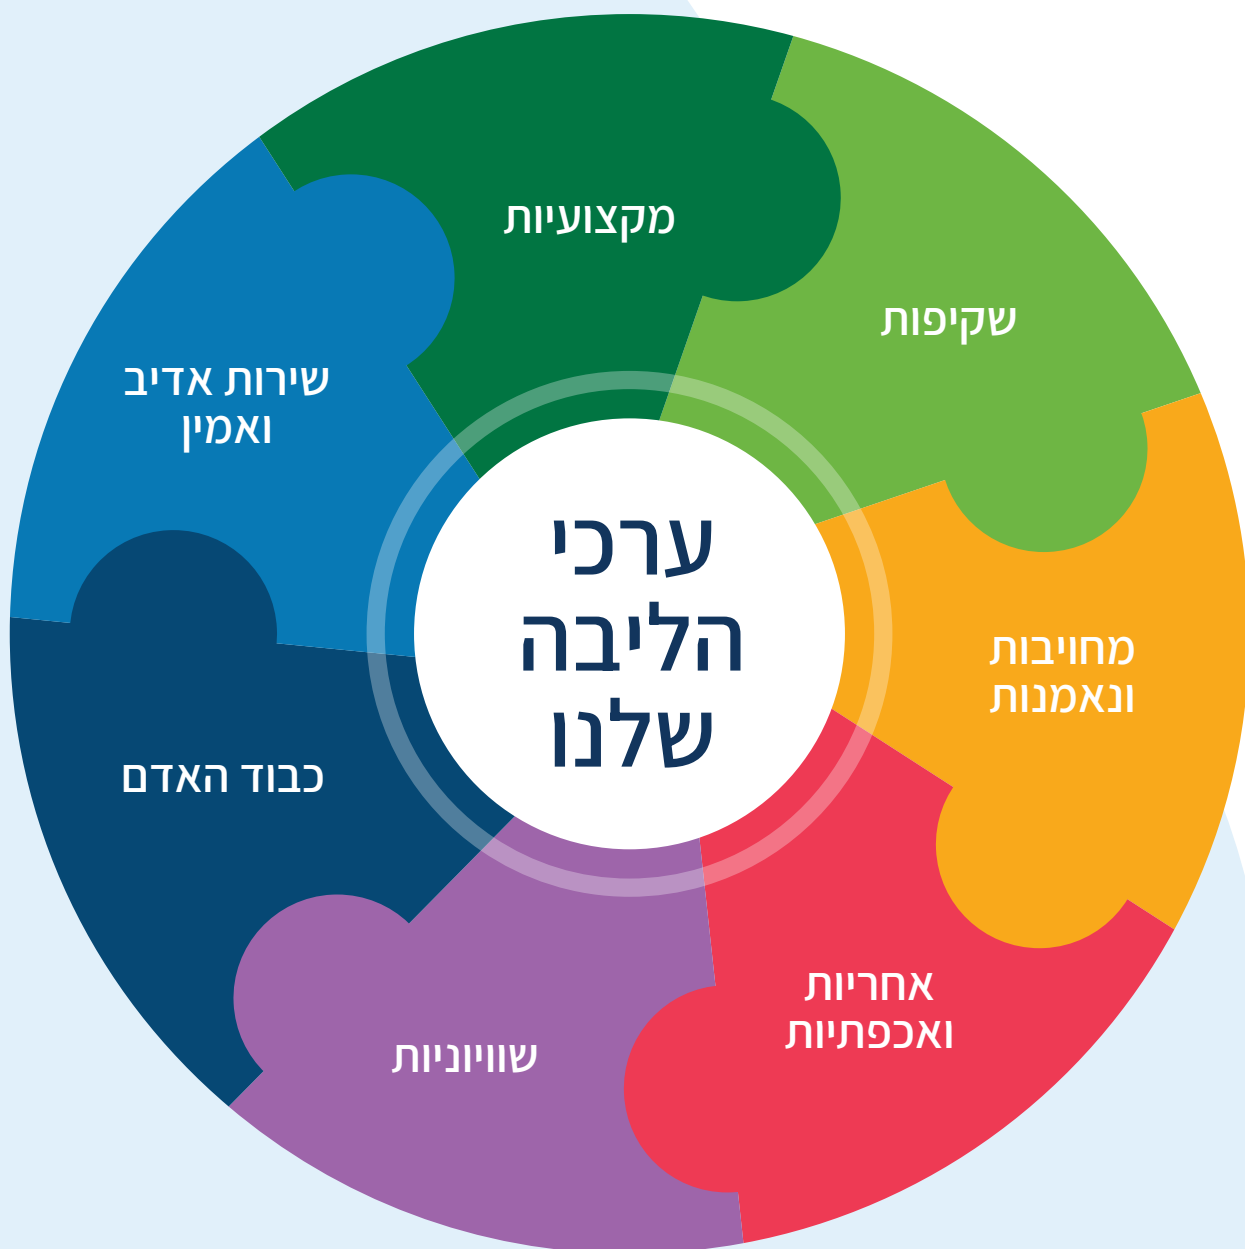 ערכי
הליבה
שלנו
מקצועיות
שקיפות
מחויבות
ונאמנות
אחריות
ואכפתיות
שוויוניות
כבוד האדם
שירות אדיב
ואמין